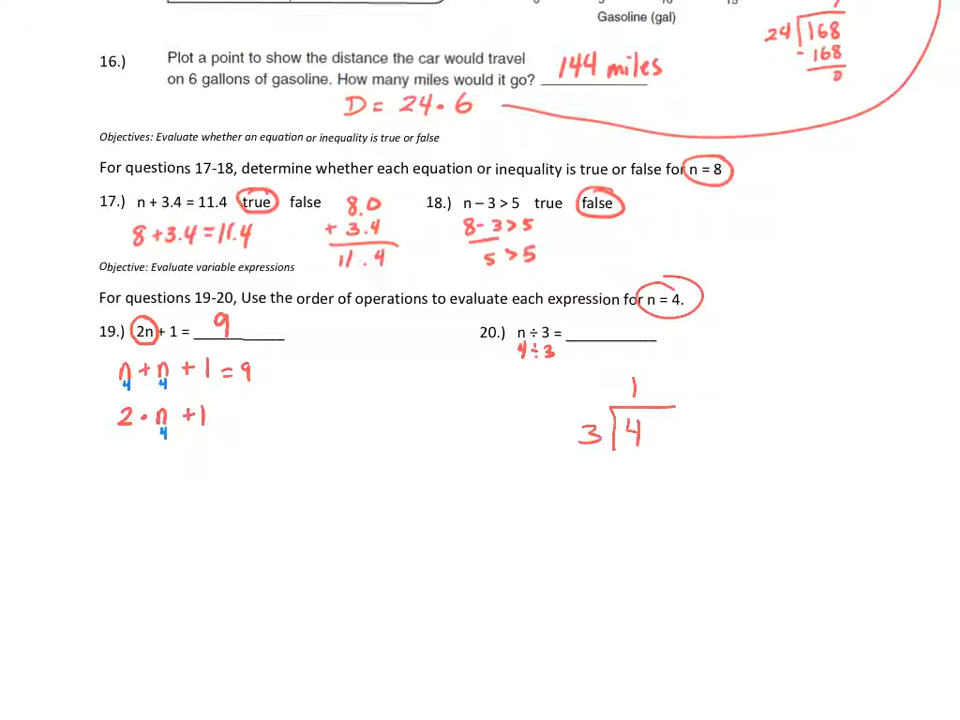 Gasoline (gal)
24 168
- 168
0
16.) Plot a point to show the distance the car would travel
on 6 gallons of gasoline. How many miles would it go? 144 miles
D = 24 · 6
Objectives: Evaluate whether an equation or inequality is true or false
For questions 17-18, determine whether each equation or inequality is true or false for n = 8
17.) n + 3.4 = 11.4 true false
8 + 3.4 = 11.4
8.0
+ 3.4
11.4
18.) n – 3 > 5 true false
8 - 3 > 5
5 > 5
Objective: Evaluate variable expressions
For questions 19-20, Use the order of operations to evaluate each expression for n = 4.
19.) 2n + 1 = 9
n + n + 1 = 9
4 4
2 · n + 1
4
20.) n ÷ 3 =
4 ÷ 3
1
3 4